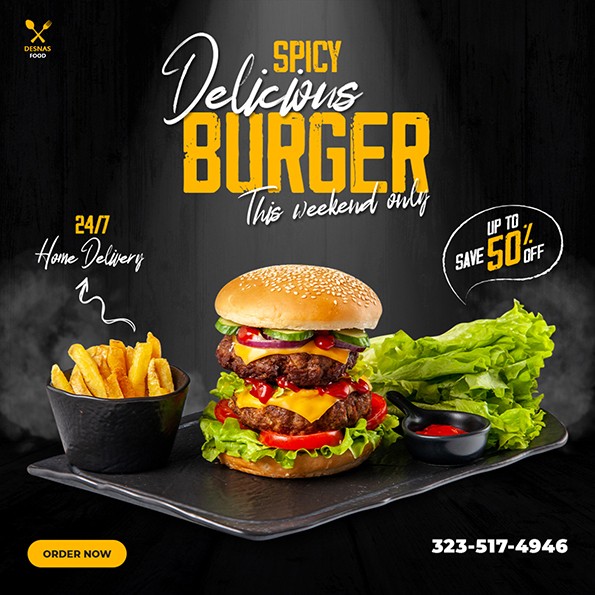 DESNAS
FOOD
SPICY
Delicious
BURGER
This weekend only
24/7
Home Delivery
UP TO
SAVE 50% OFF
ORDER NOW
323-517-4946